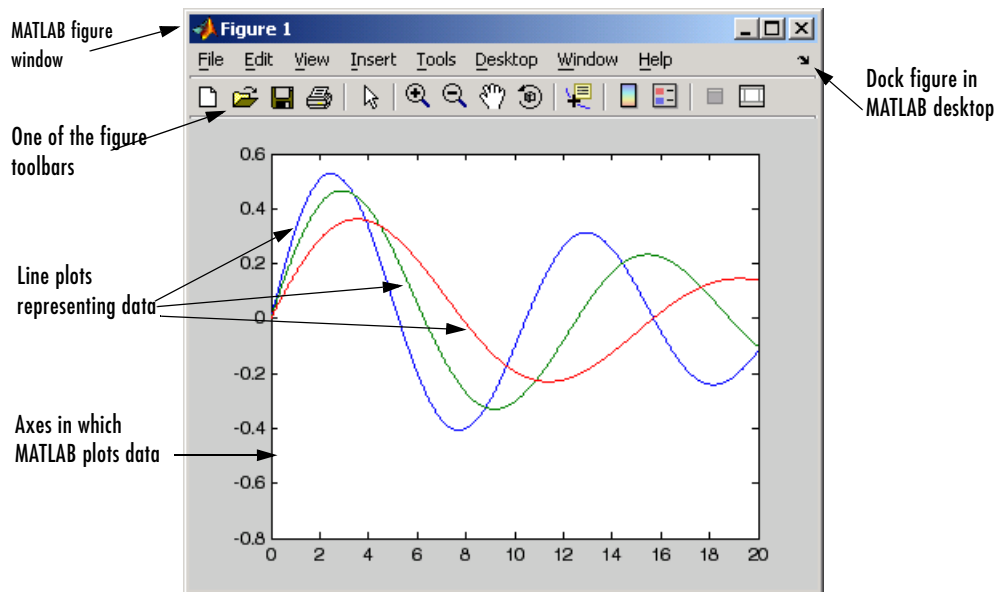 MATLAB figure
window
Figure 1
File Edit View Insert Tools Desktop Window Help
Dock figure in
MATLAB desktop
One of the figure
toolbars
Line plots
representing data
Axes in which
MATLAB plots data
0.6
0.4
0.2
0
-0.2
-0.4
-0.6
-0.8
0 2 4 6 8 10 12 14 16 18 20